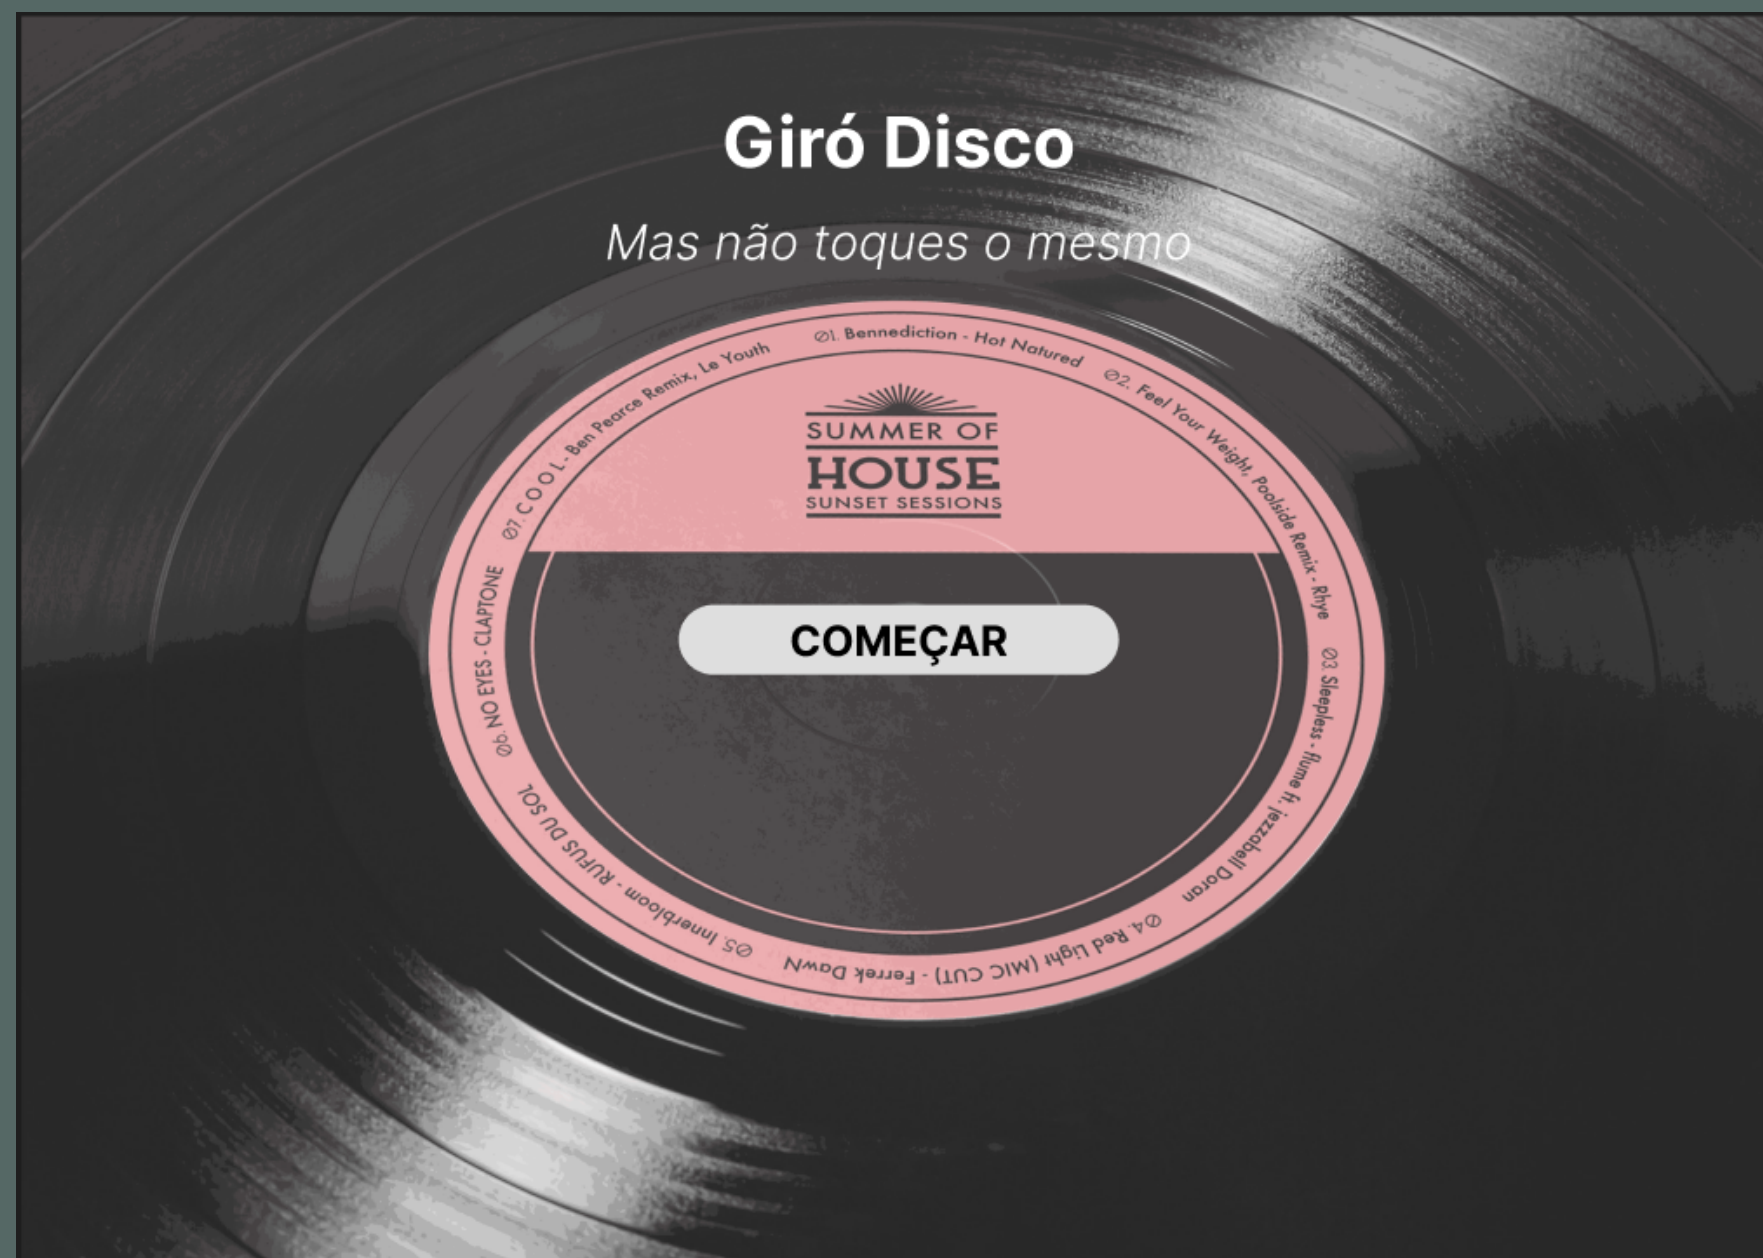 Giró Disco
Mas não toques o mesmo
Ø1. Bennediction - Hot Natured
Ø2. Feel Your Weight, Poolside Remix - Rhye
Ø3. Sleepless - flume ft. jezzabell Doran
Ø4. Red Light (MIC CUT) - Ferrek DawN
Ø5. Innerbloom - RUFUS DU SOL
Ø6. NO EYES - CLAPTONE
Ø7. C O O L - Ben Pearce Remix, Le Youth
SUMMER OF
HOUSE
SUNSET SESSIONS
COMEÇAR